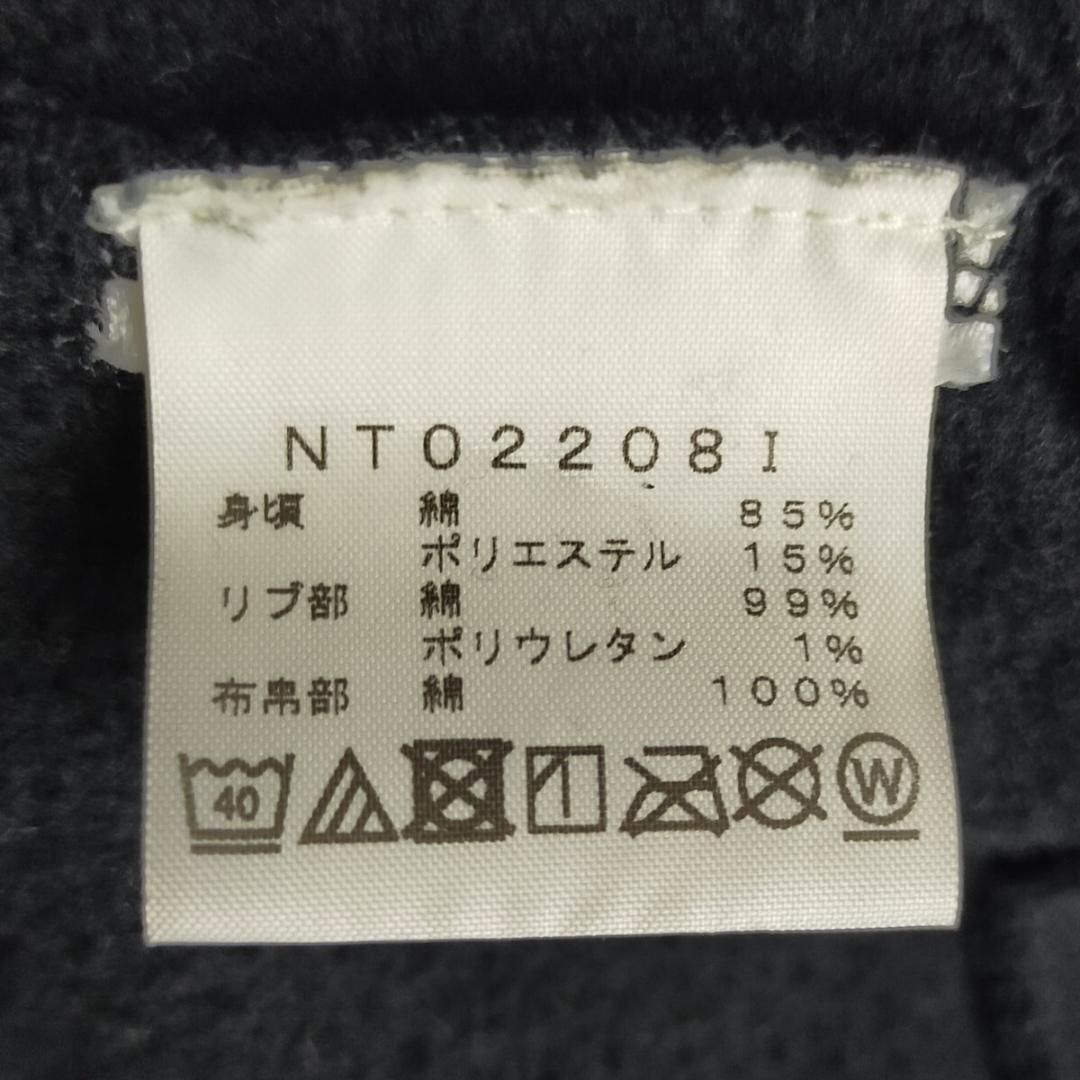 NT02208I
身頃 綿 85%
ポリエステル 15%
リブ部 綿 99%
ポリウレタン 1%
布帛部 綿 100%
40 W